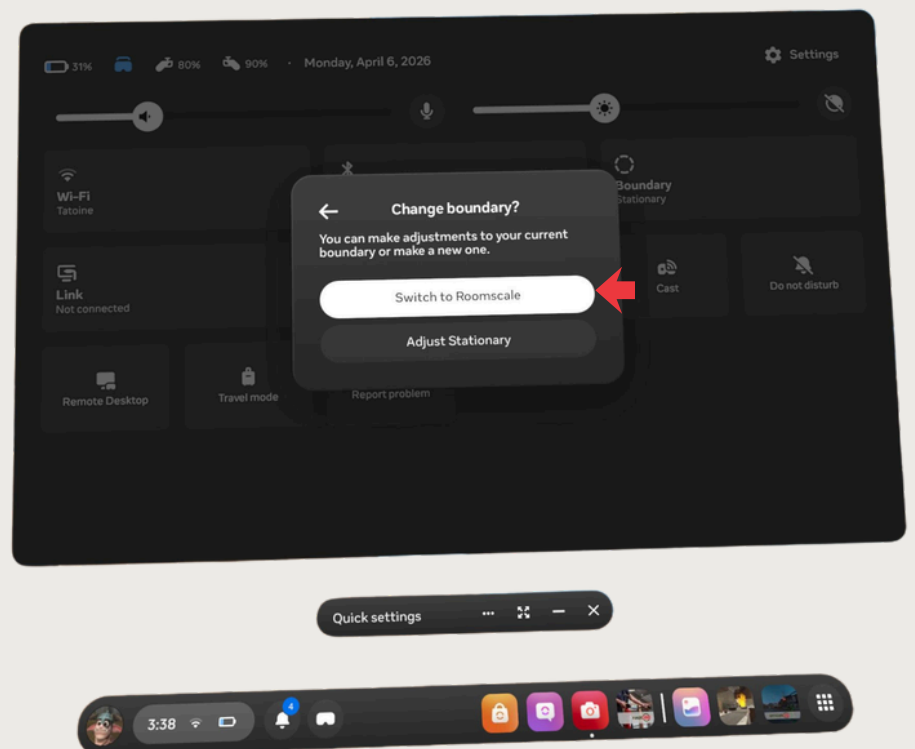 31% 80% 90% · Monday, April 6, 2026 Settings
Wi-Fi
Tatoine
Boundary
Stationary
Change boundary?
You can make adjustments to your current
boundary or make a new one.
Switch to Roomscale
Adjust Stationary
Link
Not connected
Cast
Do not disturb
Remote Desktop
Travel mode
Report problem
Quick settings
3:38
4